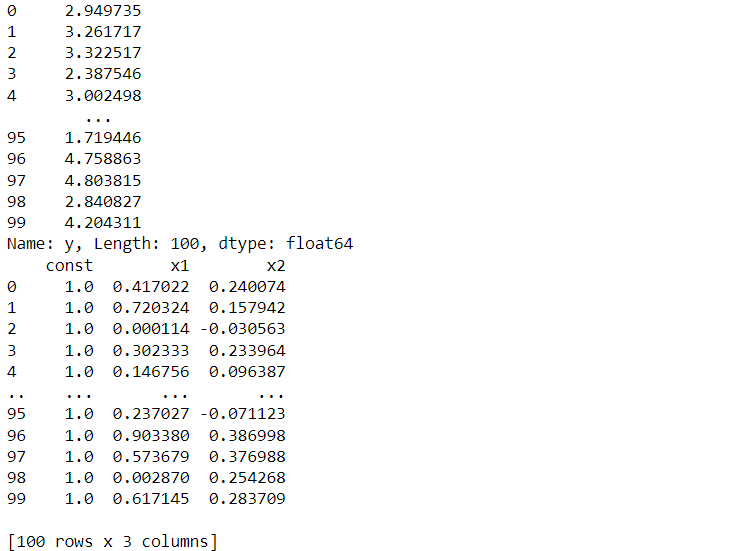 0     2.949735
1     3.261717
2     3.322517
3     2.387546
4     3.002498
        ...
95    1.719446
96    4.758863
97    4.803815
98    2.840827
99    4.204311
Name: y, Length: 100, dtype: float64
    const        x1        x2
0     1.0  0.417022  0.240074
1     1.0  0.720324  0.157942
2     1.0  0.000114 -0.030563
3     1.0  0.302333  0.233964
4     1.0  0.146756  0.096387
..    ...       ...       ...
95    1.0  0.237027 -0.071123
96    1.0  0.903380  0.386998
97    1.0  0.573679  0.376988
98    1.0  0.002870  0.254268
99    1.0  0.617145  0.283709

[100 rows x 3 columns]